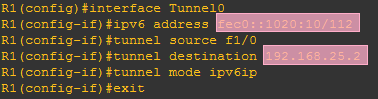 R1(config)#interface Tunnel0
R1(config-if)#ipv6 address fec0::1020:10/112
R1(config-if)#tunnel source f1/0
R1(config-if)#tunnel destination 192.168.25.2
R1(config-if)#tunnel mode ipv6ip
R1(config-if)#exit